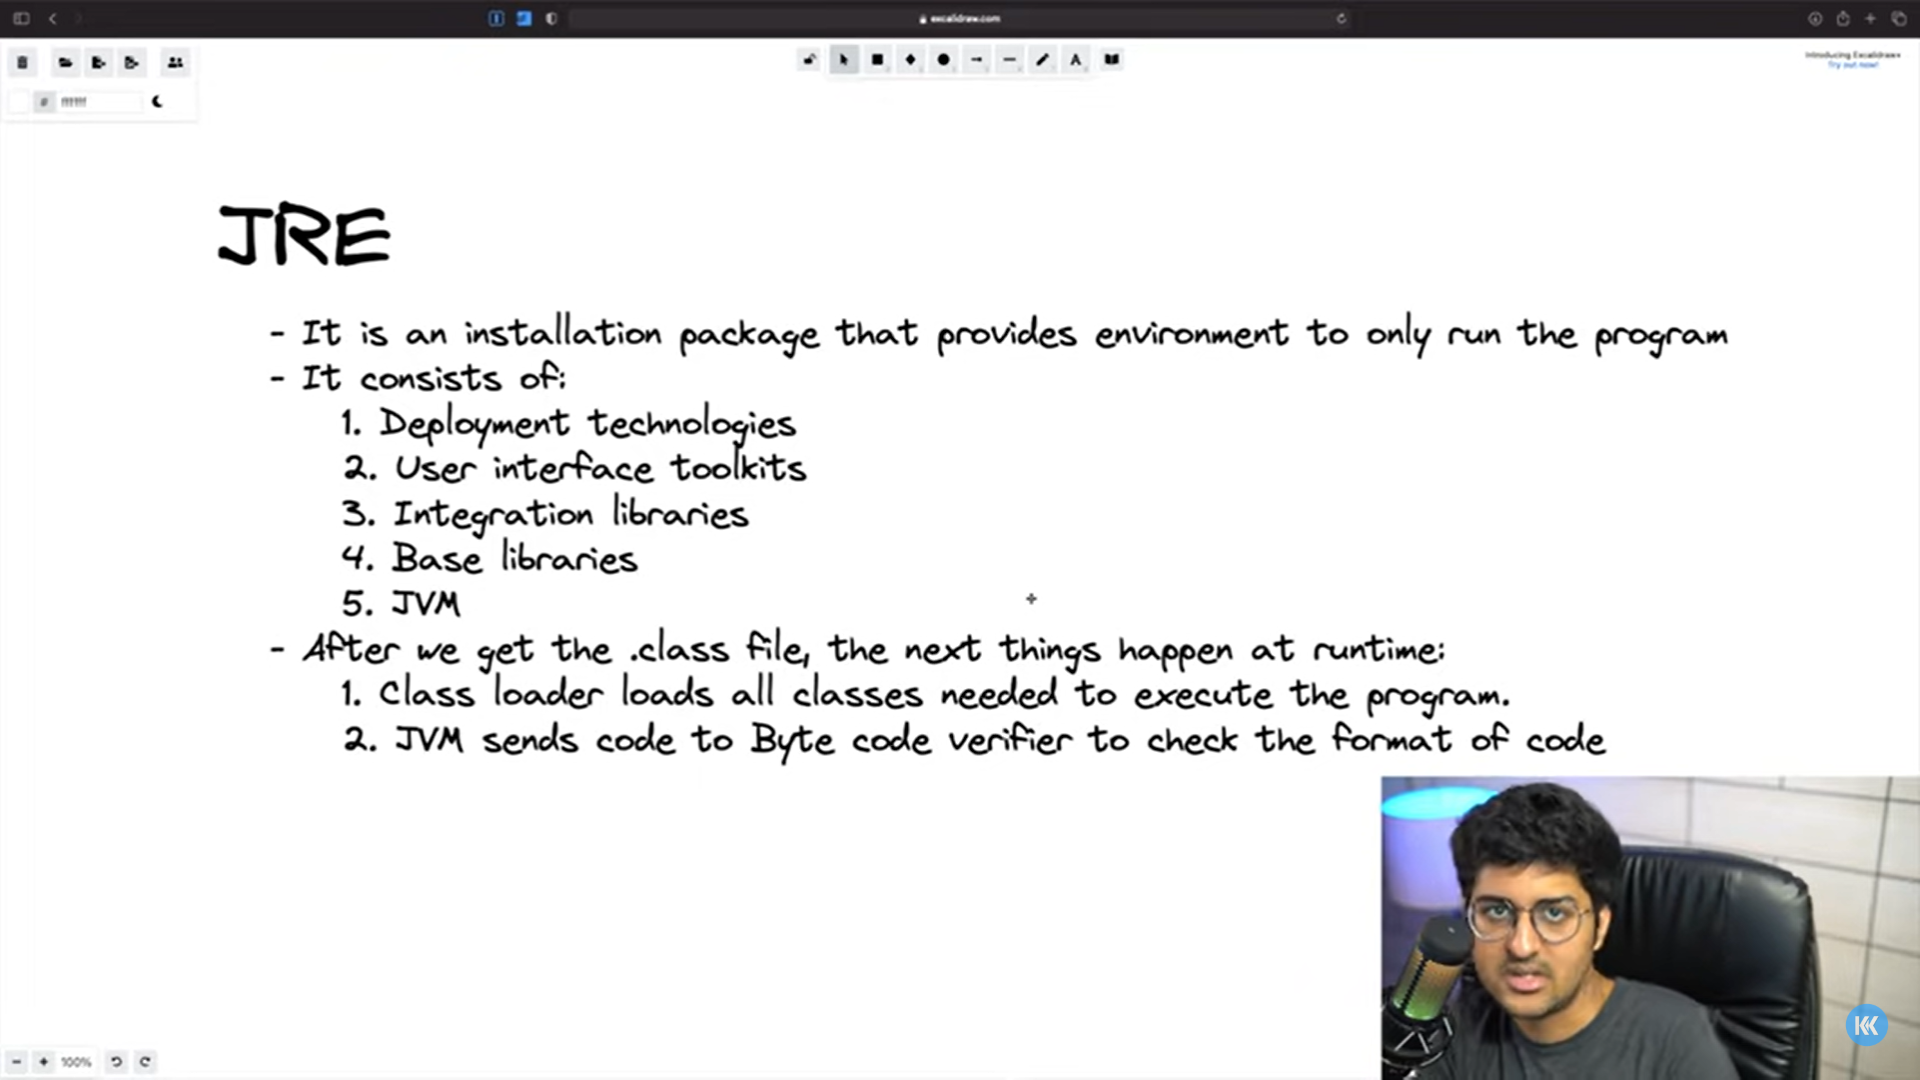 excalidraw.com
Introducing Excalidraw+
Try out now!
# ffffff
A
JRE
- It is an installation package that provides environment to only run the program
- It consists of:
1. Deployment technologies
2. User interface toolkits
3. Integration libraries
4. Base libraries
5. JVM
- After we get the .class file, the next things happen at runtime:
1. Class loader loads all classes needed to execute the program.
2. JVM sends code to Byte code verifier to check the format of code
100%